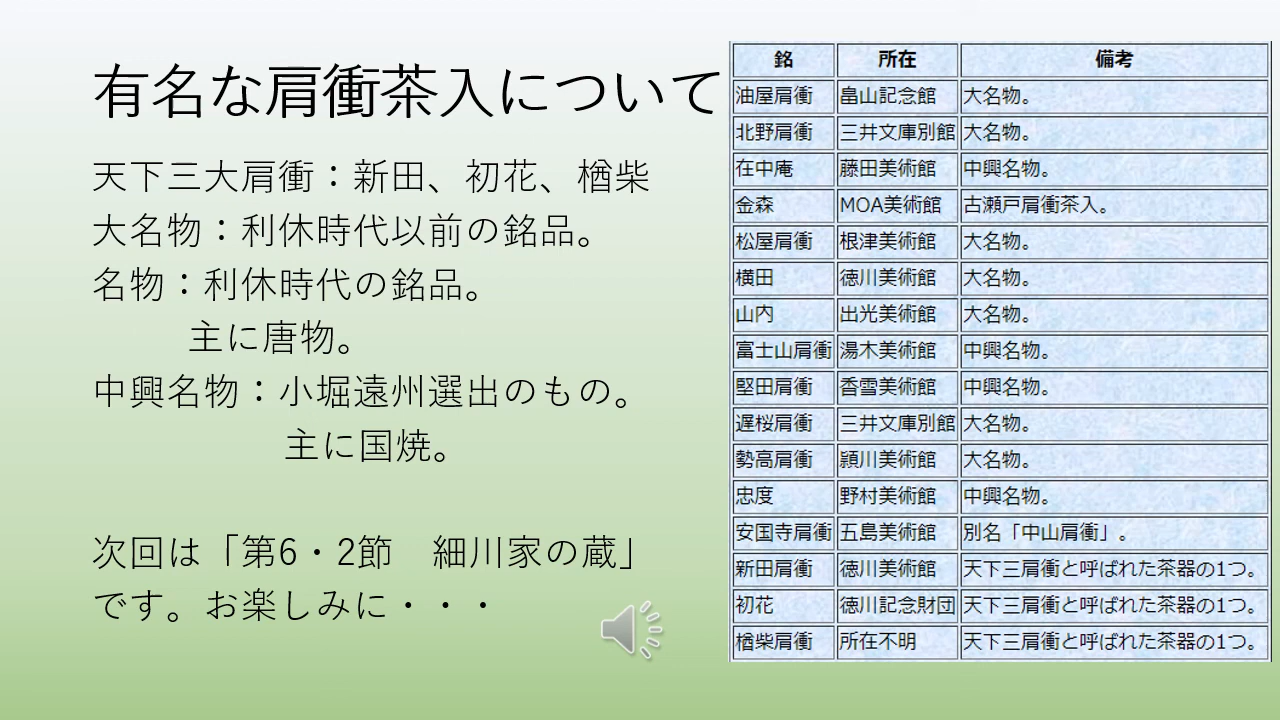 有名な肩衝茶入について
天下三大肩衝：新田、初花、楢柴
大名物：利休時代以前の銘品。
名物：利休時代の銘品。
主に唐物。
中興名物：小堀遠州選出のもの。
主に国焼。
次回は「第6・2節　細川家の蔵」
です。お楽しみに・・・
銘 所在 備考
油屋肩衝 畠山記念館 大名物。
北野肩衝 三井文庫別館 大名物。
在中庵 藤田美術館 中興名物。
金森 MOA美術館 古瀬戸肩衝茶入。
松屋肩衝 根津美術館 大名物。
横田 徳川美術館 大名物。
山内 出光美術館 大名物。
富士山肩衝 湯木美術館 中興名物。
堅田肩衝 香雪美術館 中興名物。
遅桜肩衝 三井文庫別館 大名物。
勢高肩衝 頴川美術館 大名物。
忠度 野村美術館 中興名物。
安国寺肩衝 五島美術館 別名「中山肩衝」。
新田肩衝 徳川美術館 天下三肩衝と呼ばれた茶器の1つ。
初花 徳川記念財団 天下三肩衝と呼ばれた茶器の1つ。
楢柴肩衝 所在不明 天下三肩衝と呼ばれた茶器の1つ。